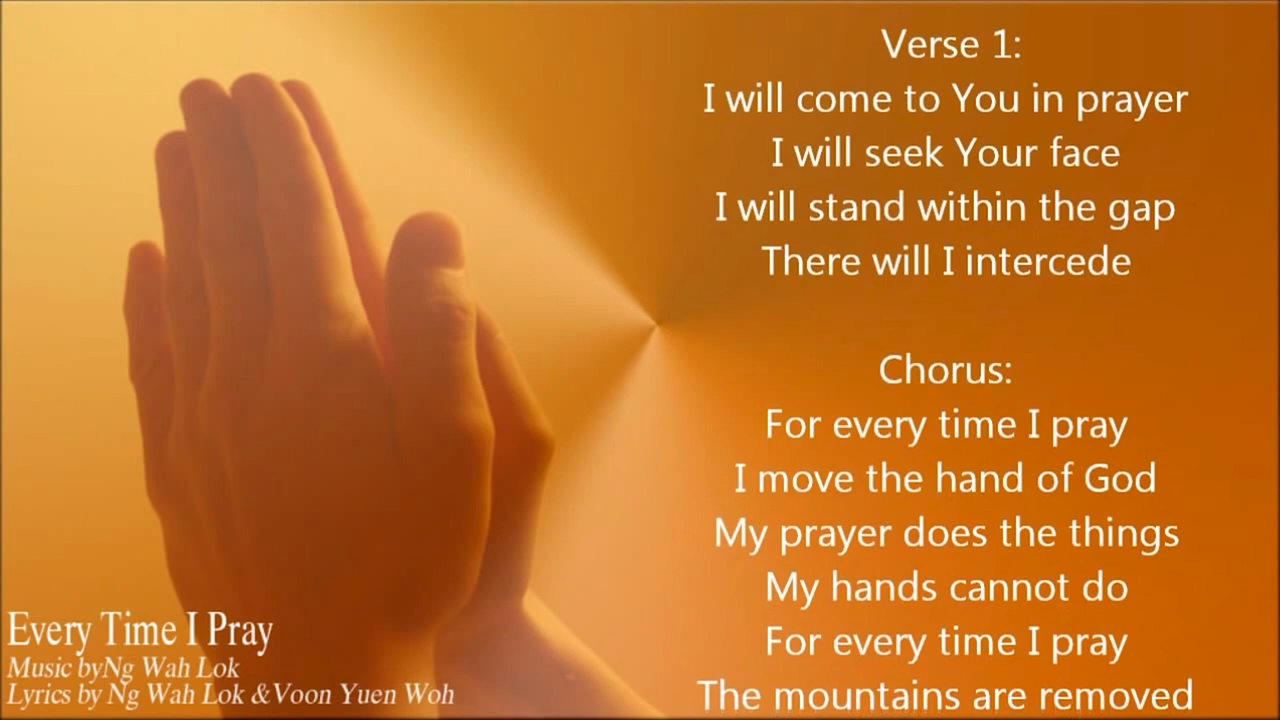 Verse 1:
I will come to You in prayer
I will seek Your face
I will stand within the gap
There will I intercede
Chorus:
For every time I pray
I move the hand of God
My prayer does the things
My hands cannot do
For every time I pray
The mountains are removed
Every Time I Pray
Music byNg Wah Lok
Lyrics by Ng Wah Lok &Voon Yuen Woh